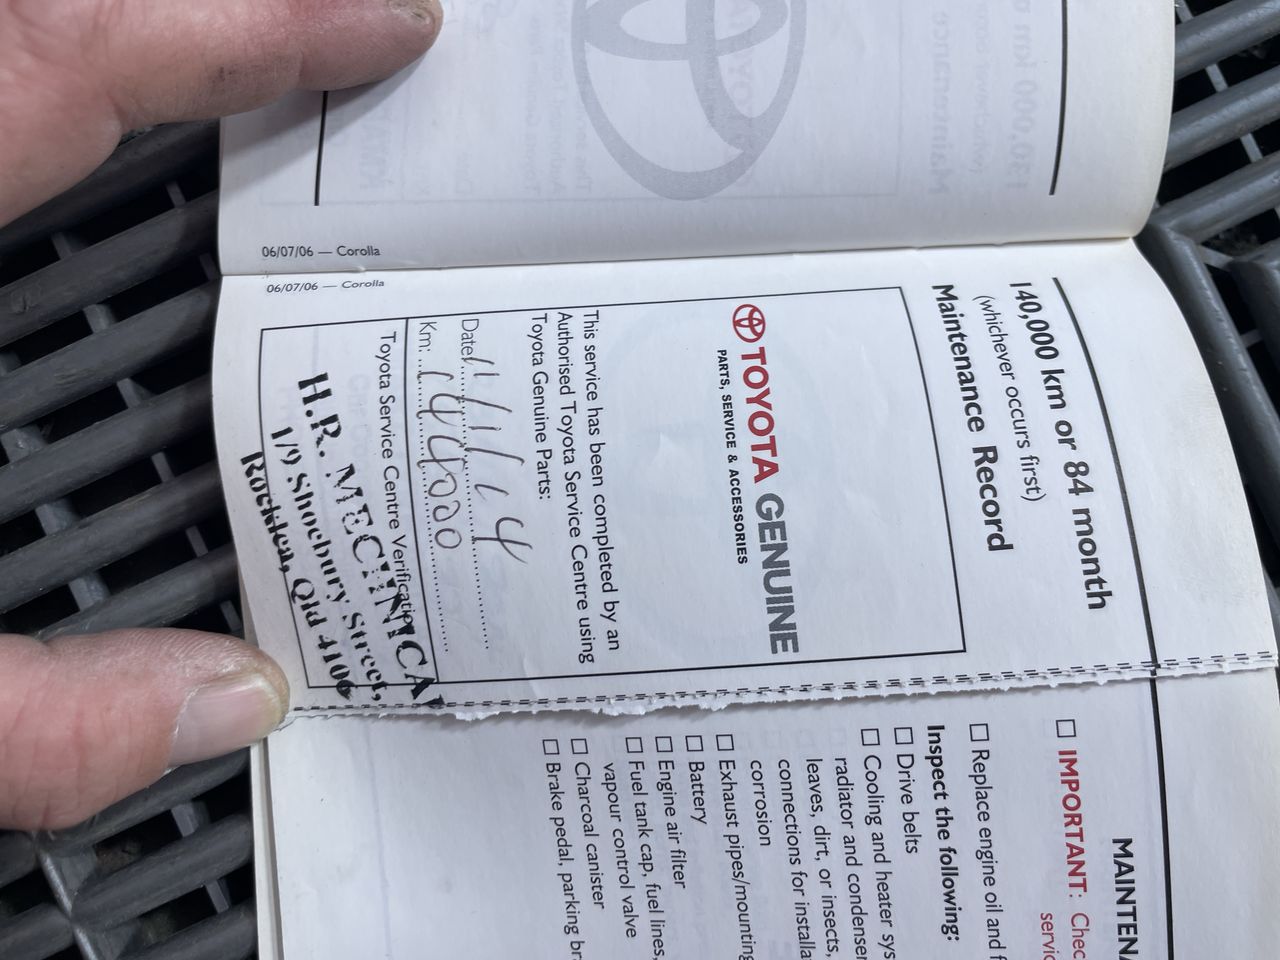 06/07/06 — Corolla
06/07/06 — Corolla
140,000 km or 84 month
(whichever occurs first)
Maintenance Record
TOYOTA GENUINE
PARTS, SERVICE & ACCESSORIES
This service has been completed by an
Authorised Toyota Service Centre using
Toyota Genuine Parts:
Date:
Km:
Toyota Service Centre Verification
H.R. MECHNICA
1/9 Shoebury Street,
Rocklea, Qld 4106
MAINTENA
☐ IMPORTANT: Chec
servic
☐ Replace engine oil and f
Inspect the following:
☐ Drive belts
☐ Cooling and heater sys
radiator and condenser
leaves, dirt, or insects,
connections for installa
corrosion
☐ Exhaust pipes/mounting
☐ Battery
☐ Engine air filter
☐ Fuel tank cap, fuel lines,
vapour control valve
☐ Charcoal canister
☐ Brake pedal, parking br